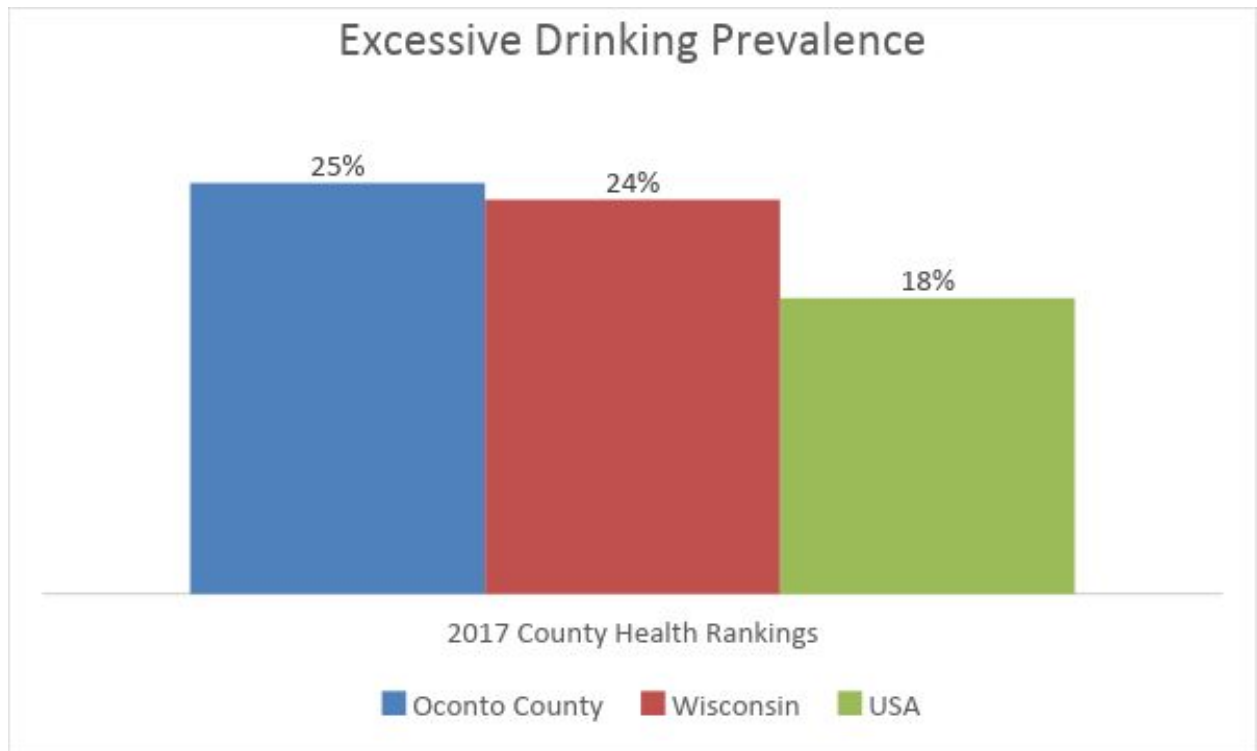 Excessive Drinking Prevalence
25%
24%
18%
2017 County Health Rankings
Oconto County Wisconsin USA